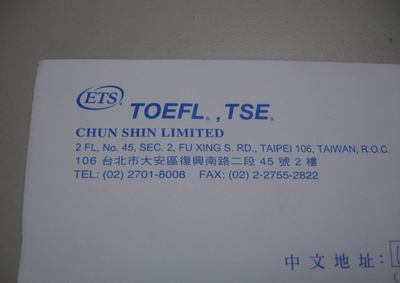 ETS®
TOEFL®, TSE®
CHUN SHIN LIMITED
2 FL, No. 45, SEC. 2, FU XING S. RD., TAIPEI 106, TAIWAN, R.O.C.
106 台北市大安區復興南路二段 45 號 2 樓
TEL: (02) 2701-8008 FAX: (02) 2-2755-2822
中文地址: